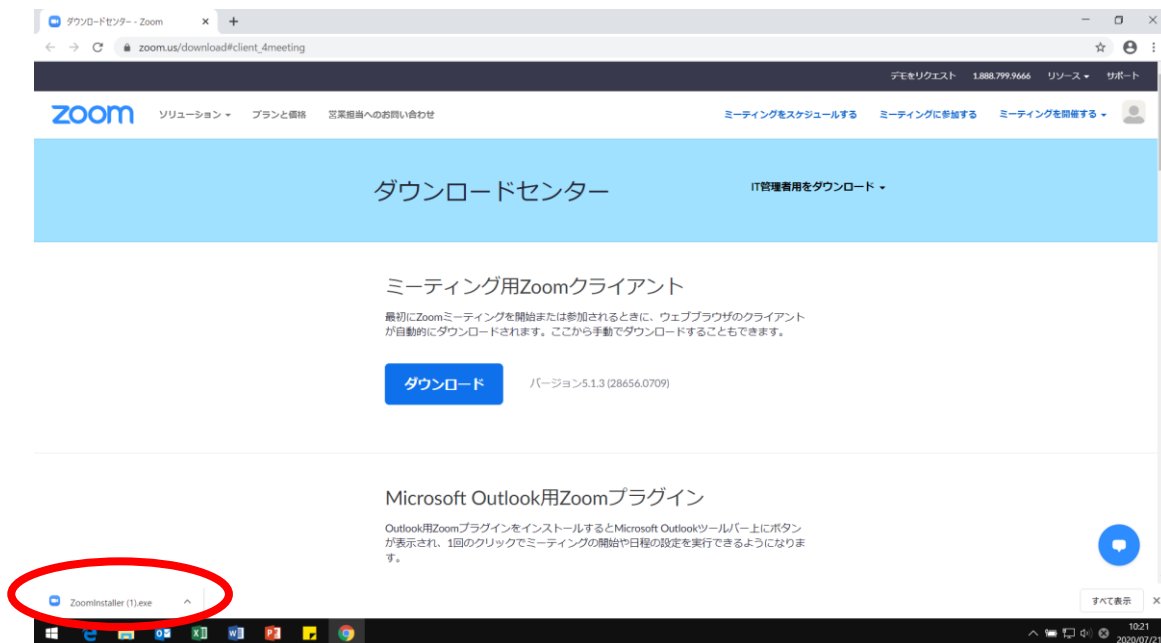 ダウンロードセンター - Zoom
zoom.us/download#client_4meeting
デモをリクエスト 1.888.799.9666 リソース サポート
zoom ソリューション プランと価格 営業担当へのお問い合わせ ミーティングをスケジュールする ミーティングに参加する ミーティングを開催する
ダウンロードセンター IT管理者用をダウンロード
ミーティング用Zoomクライアント
最初にZoomミーティングを開始または参加されるときに、ウェブブラウザのクライアント
が自動的にダウンロードされます。ここから手動でダウンロードすることもできます。
ダウンロード バージョン5.1.3 (28656.0709)
Microsoft Outlook用Zoomプラグイン
Outlook用ZoomプラグインをインストールするとMicrosoft Outlookツールバー上にボタン
が表示され、1回のクリックでミーティングの開始や日程の設定を実行できるようになりま
す。
ZoomInstaller (1).exe すべて表示
10:21
2020/07/21